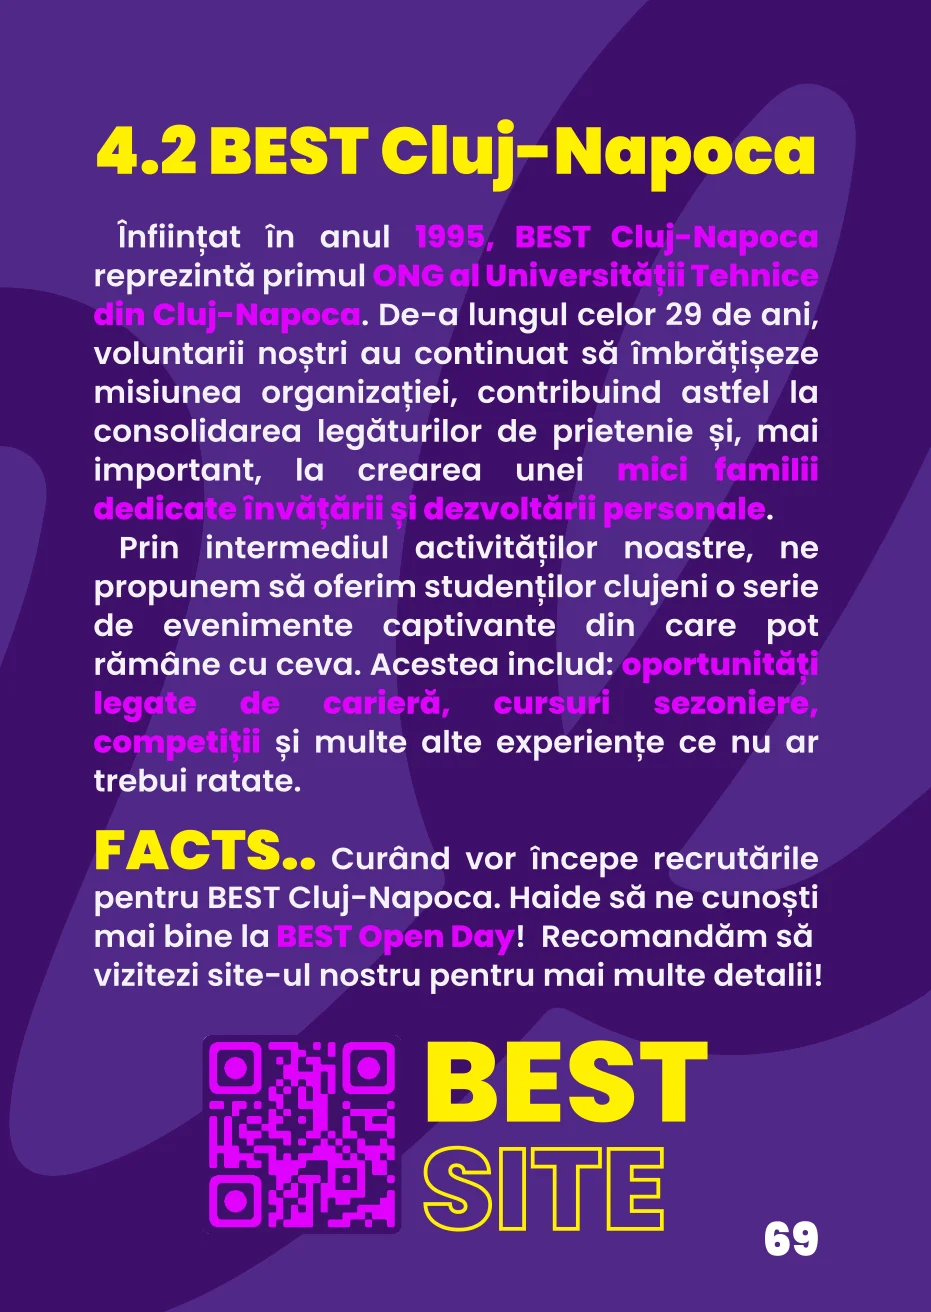 4.2 BEST Cluj-Napoca
Înființat în anul 1995, BEST Cluj-Napoca
reprezintă primul ONG al Universității Tehnice
din Cluj-Napoca. De-a lungul celor 29 de ani,
voluntarii noștri au continuat să îmbrățișeze
misiunea organizației, contribuind astfel la
consolidarea legăturilor de prietenie și, mai
important, la crearea unei mici familii
dedicate învățării și dezvoltării personale.
Prin intermediul activităților noastre, ne
propunem să oferim studenților clujeni o serie
de evenimente captivante din care pot
rămâne cu ceva. Acestea includ: oportunități
legate de carieră, cursuri sezoniere,
competiții și multe alte experiențe ce nu ar
trebui ratate.
FACTS.. Curând vor începe recrutările
pentru BEST Cluj-Napoca. Haide să ne cunoști
mai bine la BEST Open Day! Recomandăm să
vizitezi site-ul nostru pentru mai multe detalii!
BEST
SITE
69